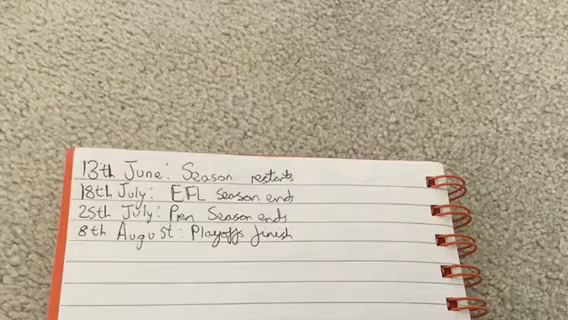 13th June: Season restarts
18th July: EFL season ends
25th July: Prem Season ends
8th August: Playoffs finish